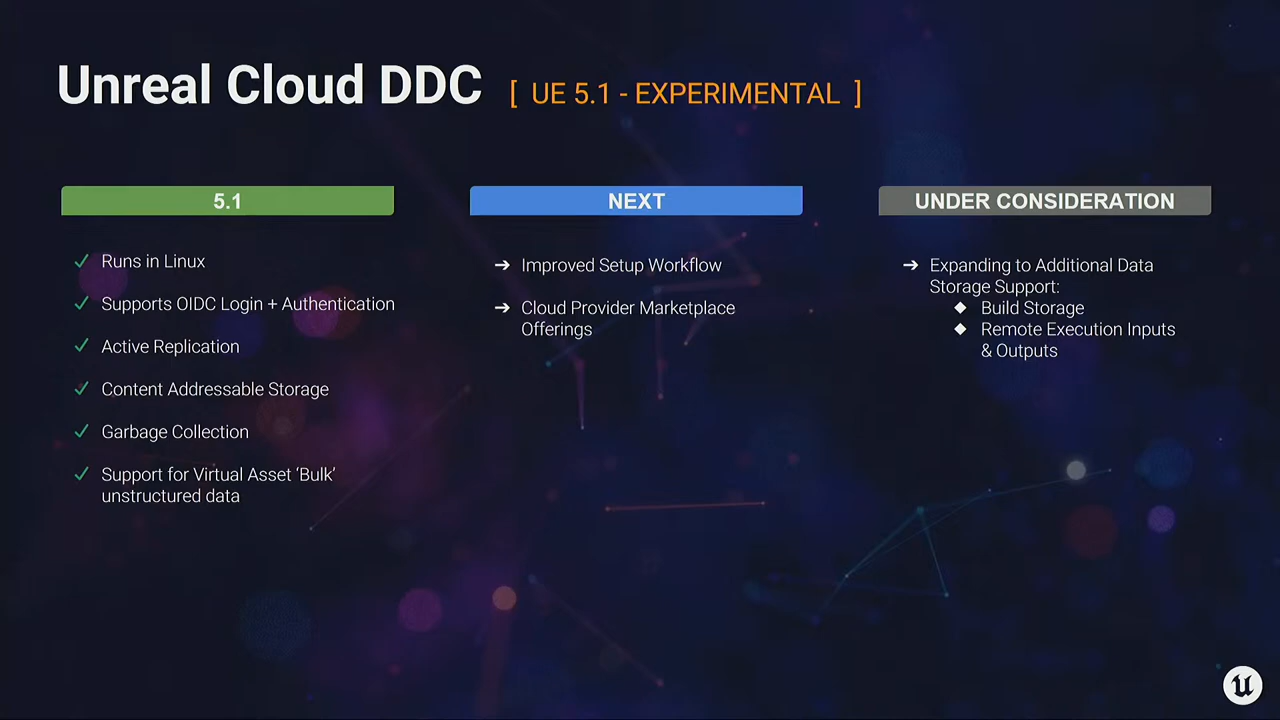 Unreal Cloud DDC [ UE 5.1 - EXPERIMENTAL ]
5.1
Runs in Linux
Supports OIDC Login + Authentication
Active Replication
Content Addressable Storage
Garbage Collection
Support for Virtual Asset ‘Bulk’
unstructured data
NEXT
Improved Setup Workflow
Cloud Provider Marketplace
Offerings
UNDER CONSIDERATION
Expanding to Additional Data
Storage Support:
Build Storage
Remote Execution Inputs
& Outputs